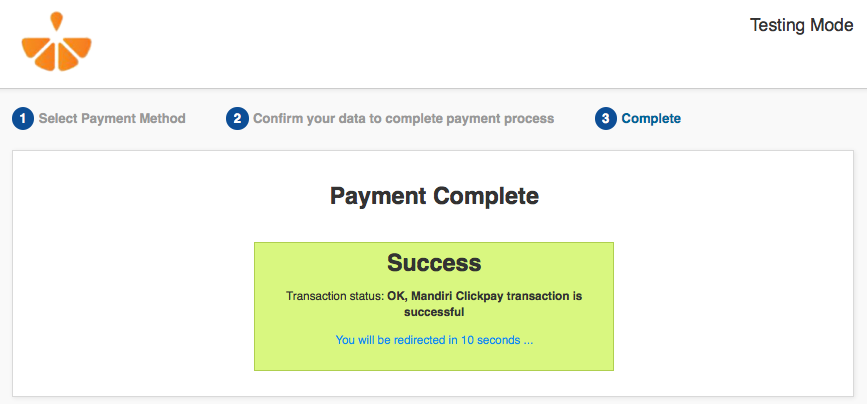 Testing Mode
1 Select Payment Method
2 Confirm your data to complete payment process
3 Complete
Payment Complete
Success
Transaction status: OK, Mandiri Clickpay transaction is
successful
You will be redirected in 10 seconds ...